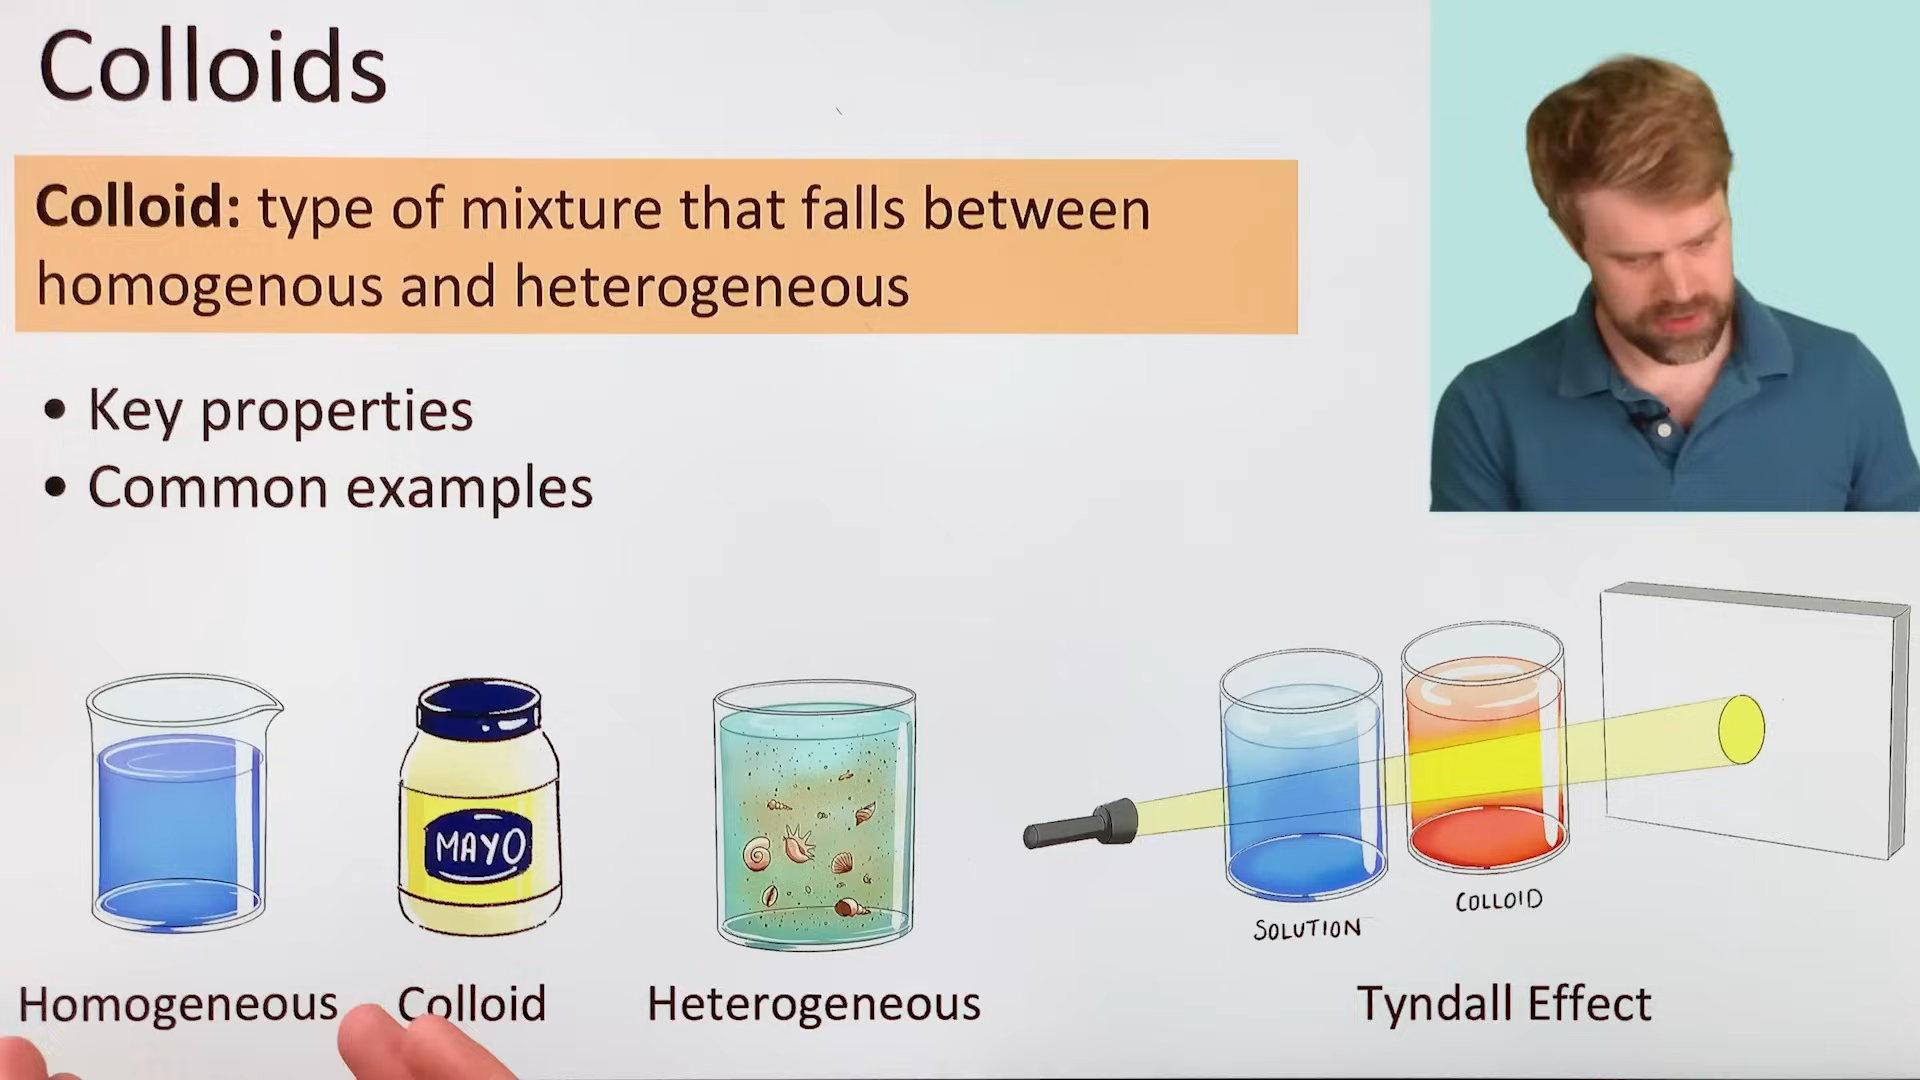 Colloids
Colloid: type of mixture that falls between
homogenous and heterogeneous
• Key properties
• Common examples
MAYO
SOLUTION
COLLOID
Homogeneous
Colloid
Heterogeneous
Tyndall Effect